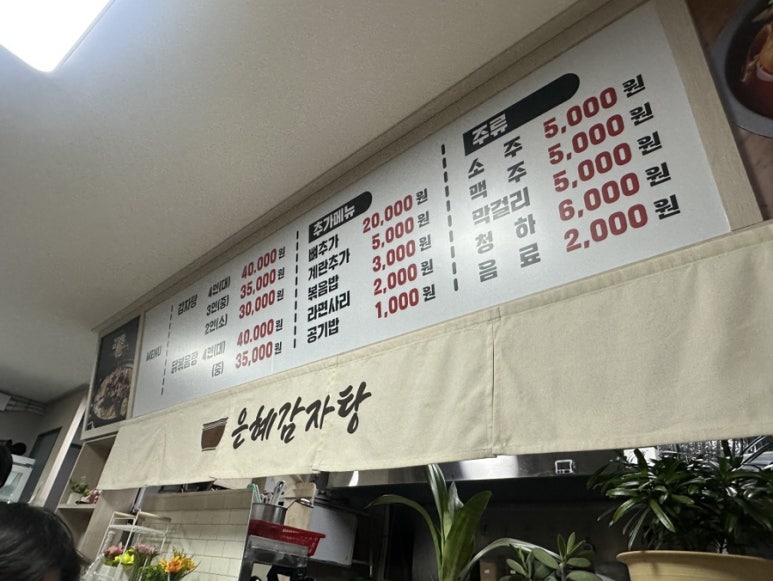 MENU
감자탕 4인(대) 40,000원
3인(중) 35,000원
2인(소) 30,000원
닭볶음탕 4인(대) 40,000원
(중) 35,000원
추가메뉴
뼈추가 20,000원
계란추가 5,000원
볶음밥 3,000원
라면사리 2,000원
공기밥 1,000원
주류
소주 5,000원
맥주 5,000원
막걸리 5,000원
청하 6,000원
음료 2,000원
은혜감자탕